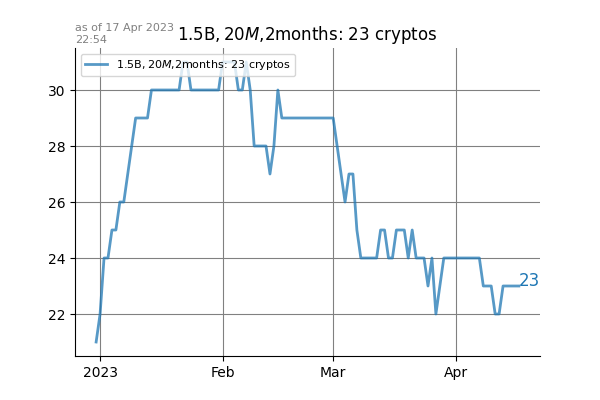 as of 17 Apr 2023
22:54
1.5B, 20M,2months: 23 cryptos
1.5B, 20M,2months: 23 cryptos
30
28
26
24
22
23
2023
Feb
Mar
Apr